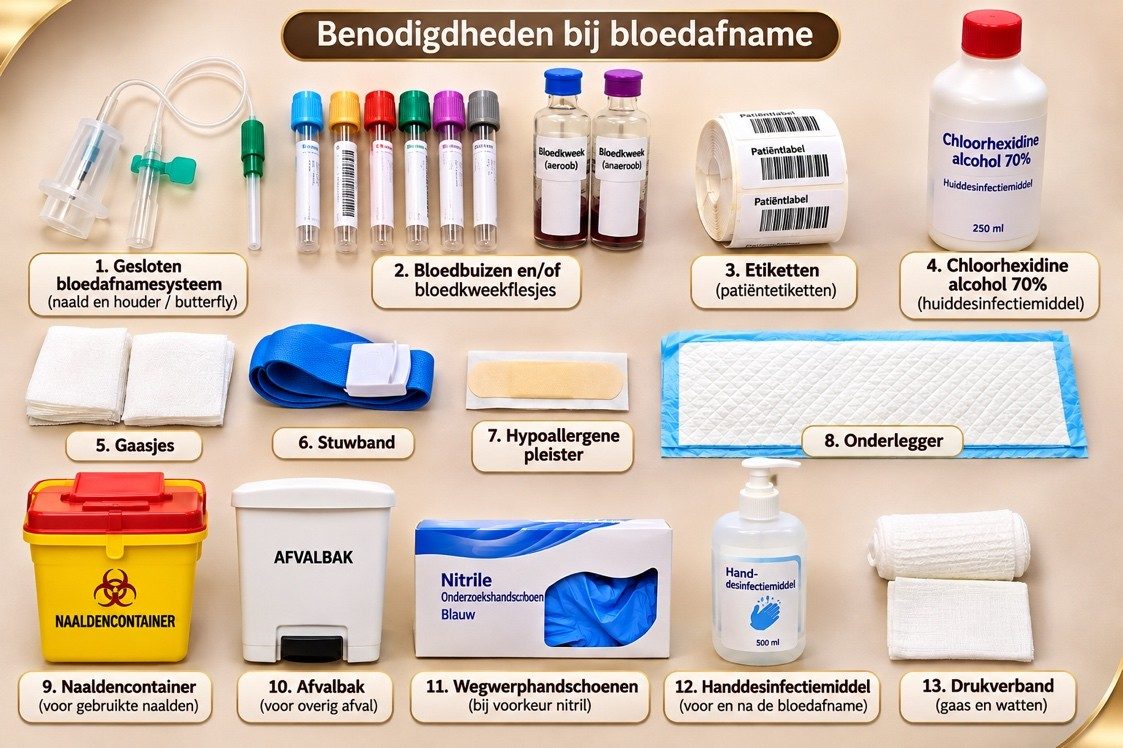 Benodigdheden bij bloedafname
Bloedkweek
(aeroob)
Bloedkweek
(anaeroob)
Patiëntlabel
Patiëntlabel
Patiëntlabel
Chloorhexidine
alcohol 70%
Huiddesinfectiemiddel
250 ml
1. Gesloten
bloedafnamesysteem
(naald en houder / butterfly)
2. Bloedbuizen en/of
bloedkweekflesjes
3. Etiketten
(patiëntetiketten)
4. Chloorhexidine
alcohol 70%
(huiddesinfectiemiddel)
5. Gaasjes
6. Stuwband
7. Hypoallergene
pleister
8. Onderlegger
NAALDENCONTAINER
AFVALBAK
Nitrile
Onderzoekshandschoen
Blauw
Hand-
desinfectiemiddel
500 ml
9. Naaldencontainer
(voor gebruikte naalden)
10. Afvalbak
(voor overig afval)
11. Wegwerphandschoenen
(bij voorkeur nitril)
12. Handdesinfectiemiddel
(voor en na de bloedafname)
13. Drukverband
(gaas en watten)